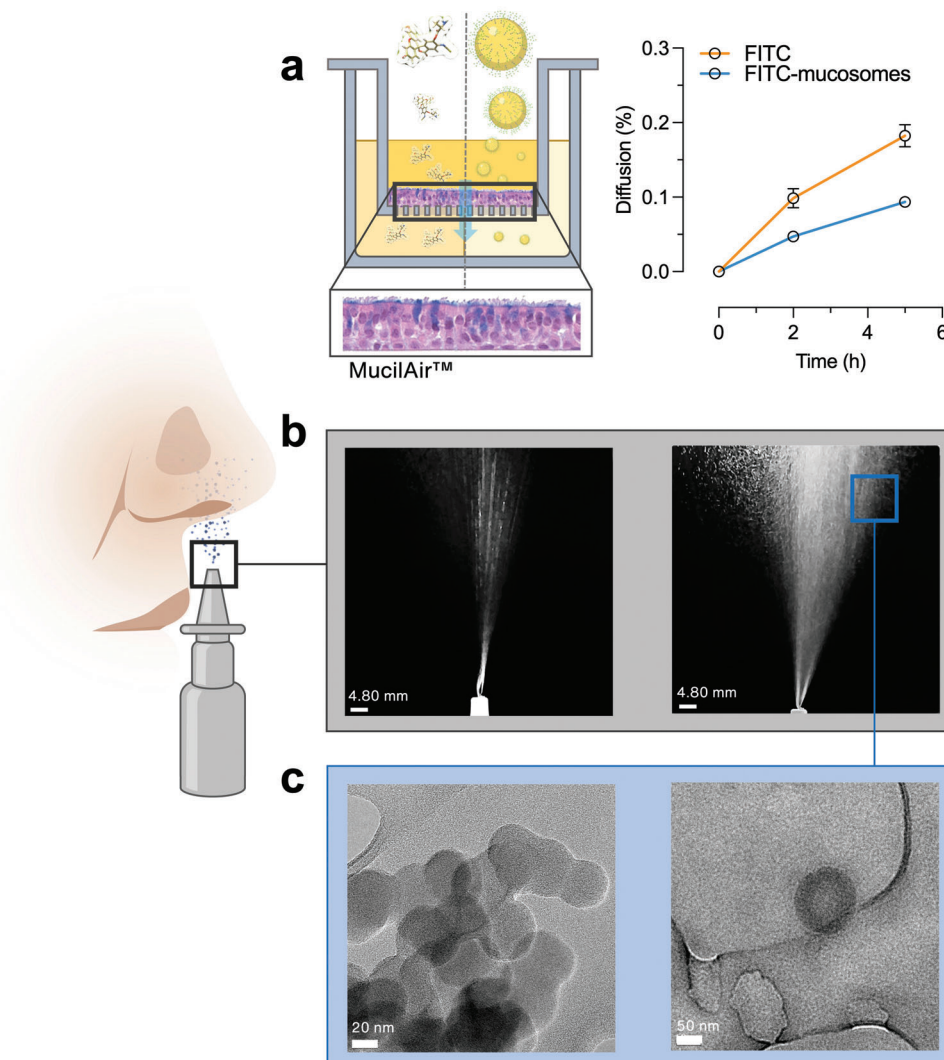 a
0.3
FITC
FITC-mucosomes
0.2
Diffusion (%)
0.1
0.0
0 2 4 6
Time (h)
MucilAir™
b
4.80 mm
4.80 mm
c
20 nm
50 nm